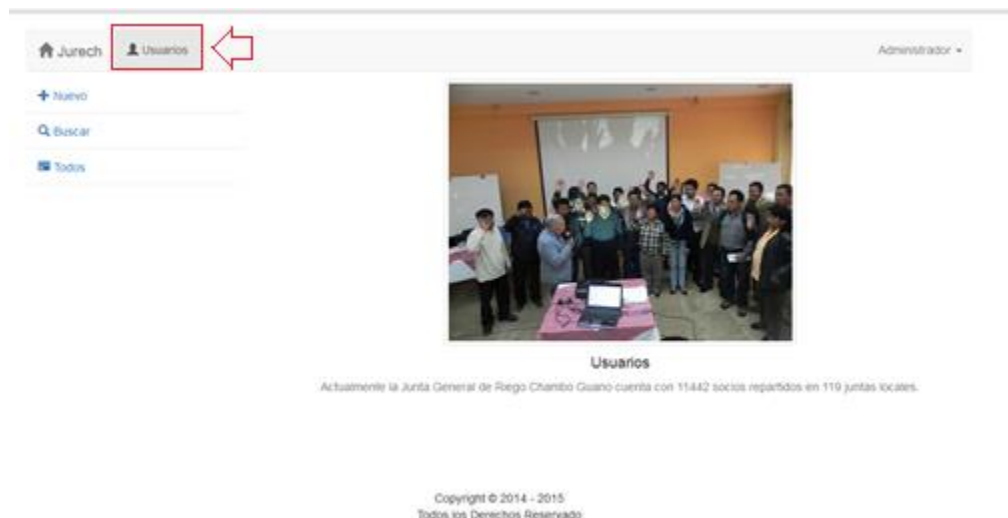 Jurech Usuarios Administrador
Nuevo
Buscar
Todos
Usuarios
Actualmente la Junta General de Riego Chambo Guano cuenta con 11442 socios repartidos en 119 juntas locales.
Copyright © 2014 - 2015
Todos los Derechos Reservado